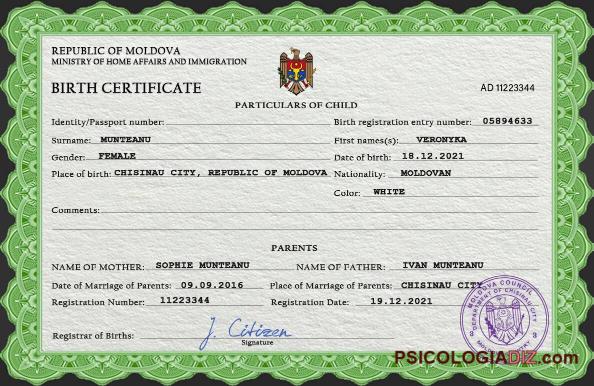 REPUBLIC OF MOLDOVA
MINISTRY OF HOME AFFAIRS AND IMMIGRATION
BIRTH CERTIFICATE
AD 11223344
PARTICULARS OF CHILD
Identity/Passport number: Birth registration entry number: 05894633
Surname: MUNTEANU First names(s): VERONYKA
Gender: FEMALE Date of birth: 18.12.2021
Place of birth: CHISINAU CITY, REPUBLIC OF MOLDOVA Nationality: MOLDOVAN
Color: WHITE
Comments:
PARENTS
NAME OF MOTHER: SOPHIE MUNTEANU NAME OF FATHER: IVAN MUNTEANU
Date of Marriage of Parents: 09.09.2016 Place of Marriage of Parents: CHISINAU CITY
Registration Number: 11223344 Registration Date: 19.12.2021
Registrar of Births: J. Citizen
Signature
MOLDOVA COUNCIL
DEPARTMENT OF CHISINAU CITY
PSICOLOGIADIZ.com